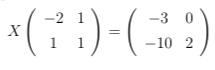 X ( -2 1 ) = ( -3 0 )
  ( 1 1 )   ( -10 2 )